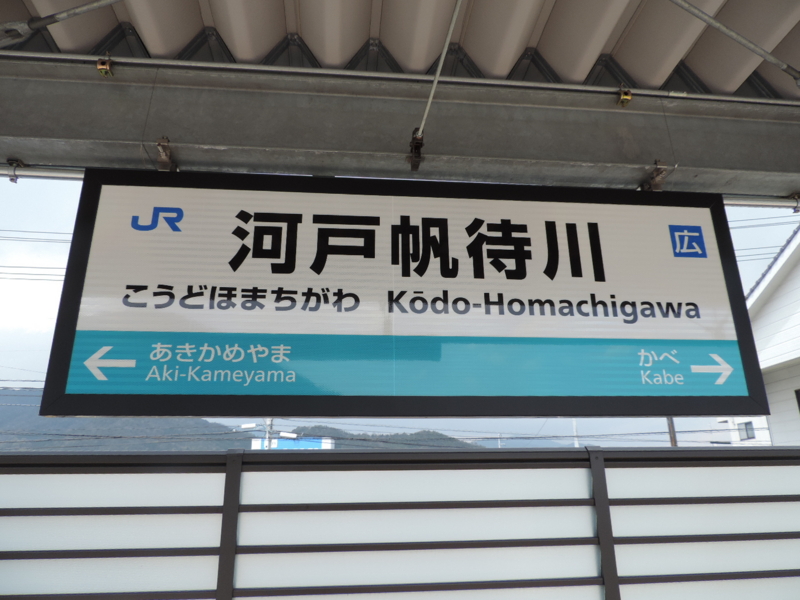 JR 河戸帆待川 広
こうどほまちがわ Kōdo-Homachigawa
← あきかめやま かべ →
Aki-Kameyama Kabe